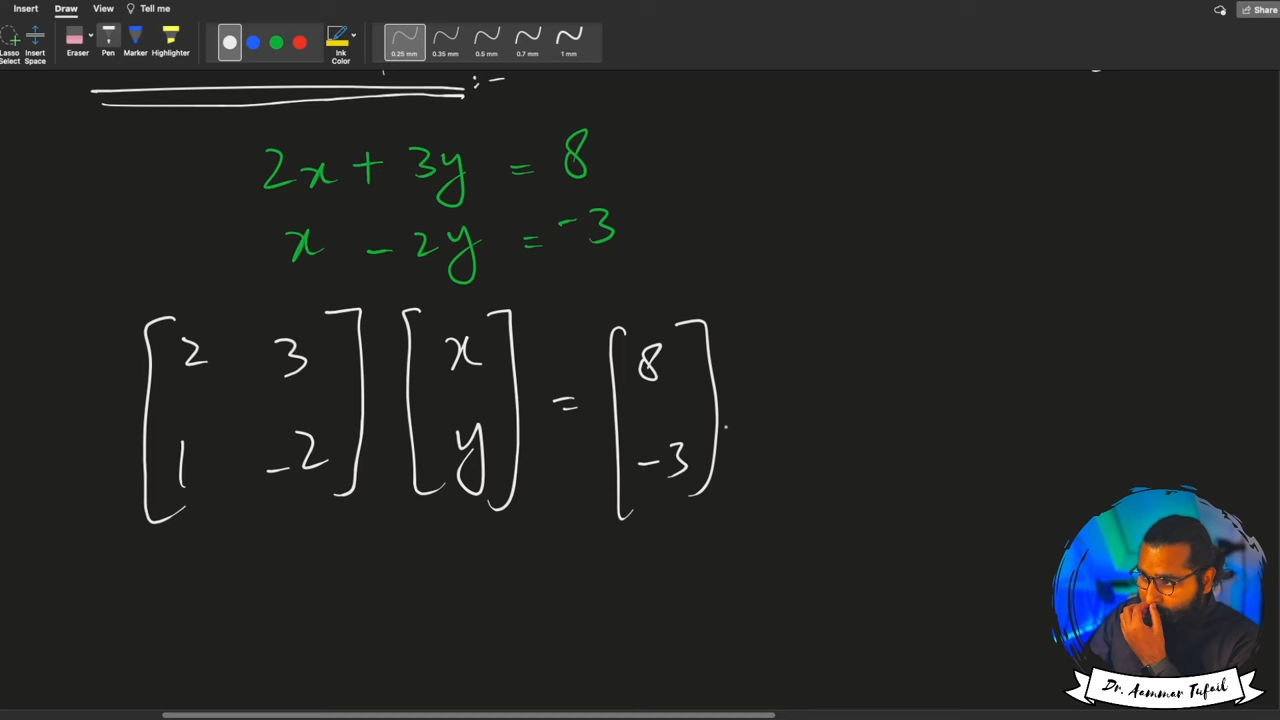 Insert Draw View Tell me
Share
Lasso Select
Insert Space
Eraser
Pen
Marker
Highlighter
Ink Color
0.25 mm
0.35 mm
0.5 mm
0.7 mm
1 mm
:-
2x + 3y = 8
x - 2y = -3
[2 3] [x] = [8]
[1 -2] [y] [-3]
Dr. Aammar Tufail